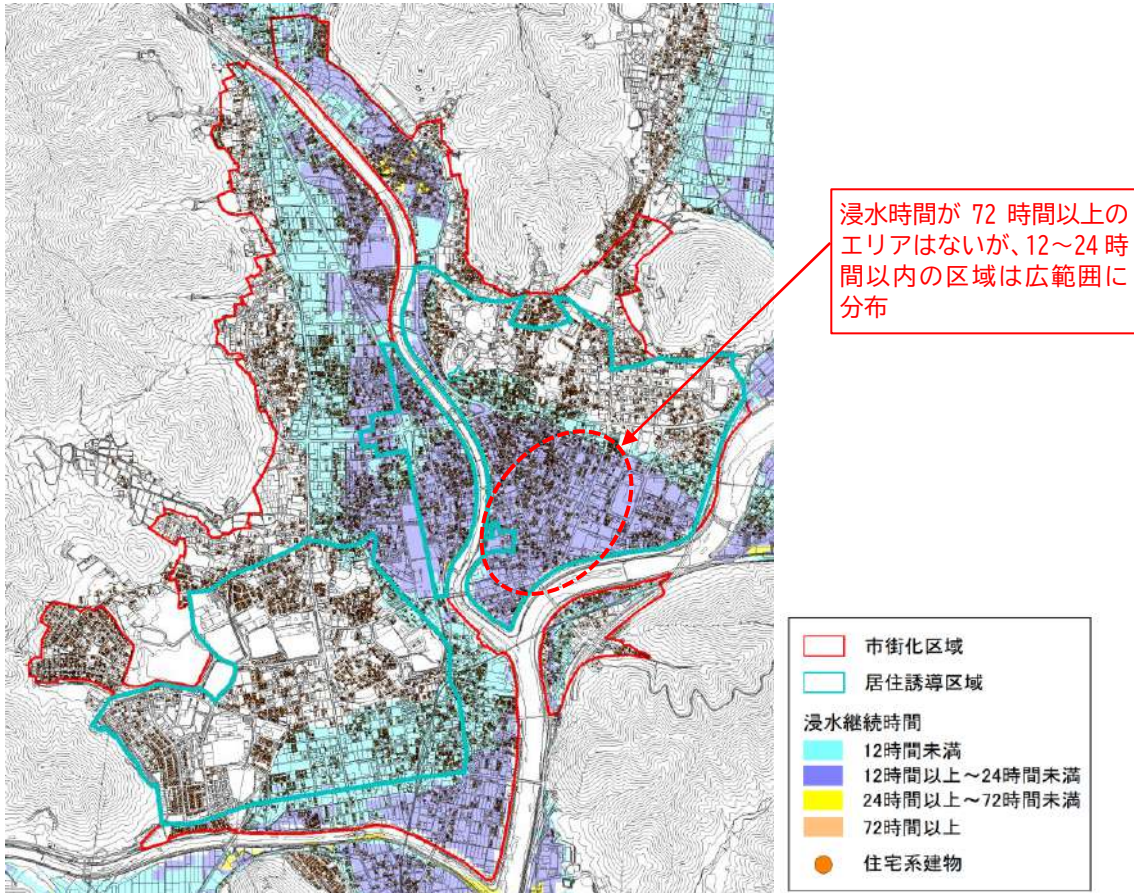 浸水時間が 72 時間以上の
エリアはないが、12～24 時
間以内の区域は広範囲に
分布
市街化区域
居住誘導区域
浸水継続時間
12時間未満
12時間以上～24時間未満
24時間以上～72時間未満
72時間以上
住宅系建物